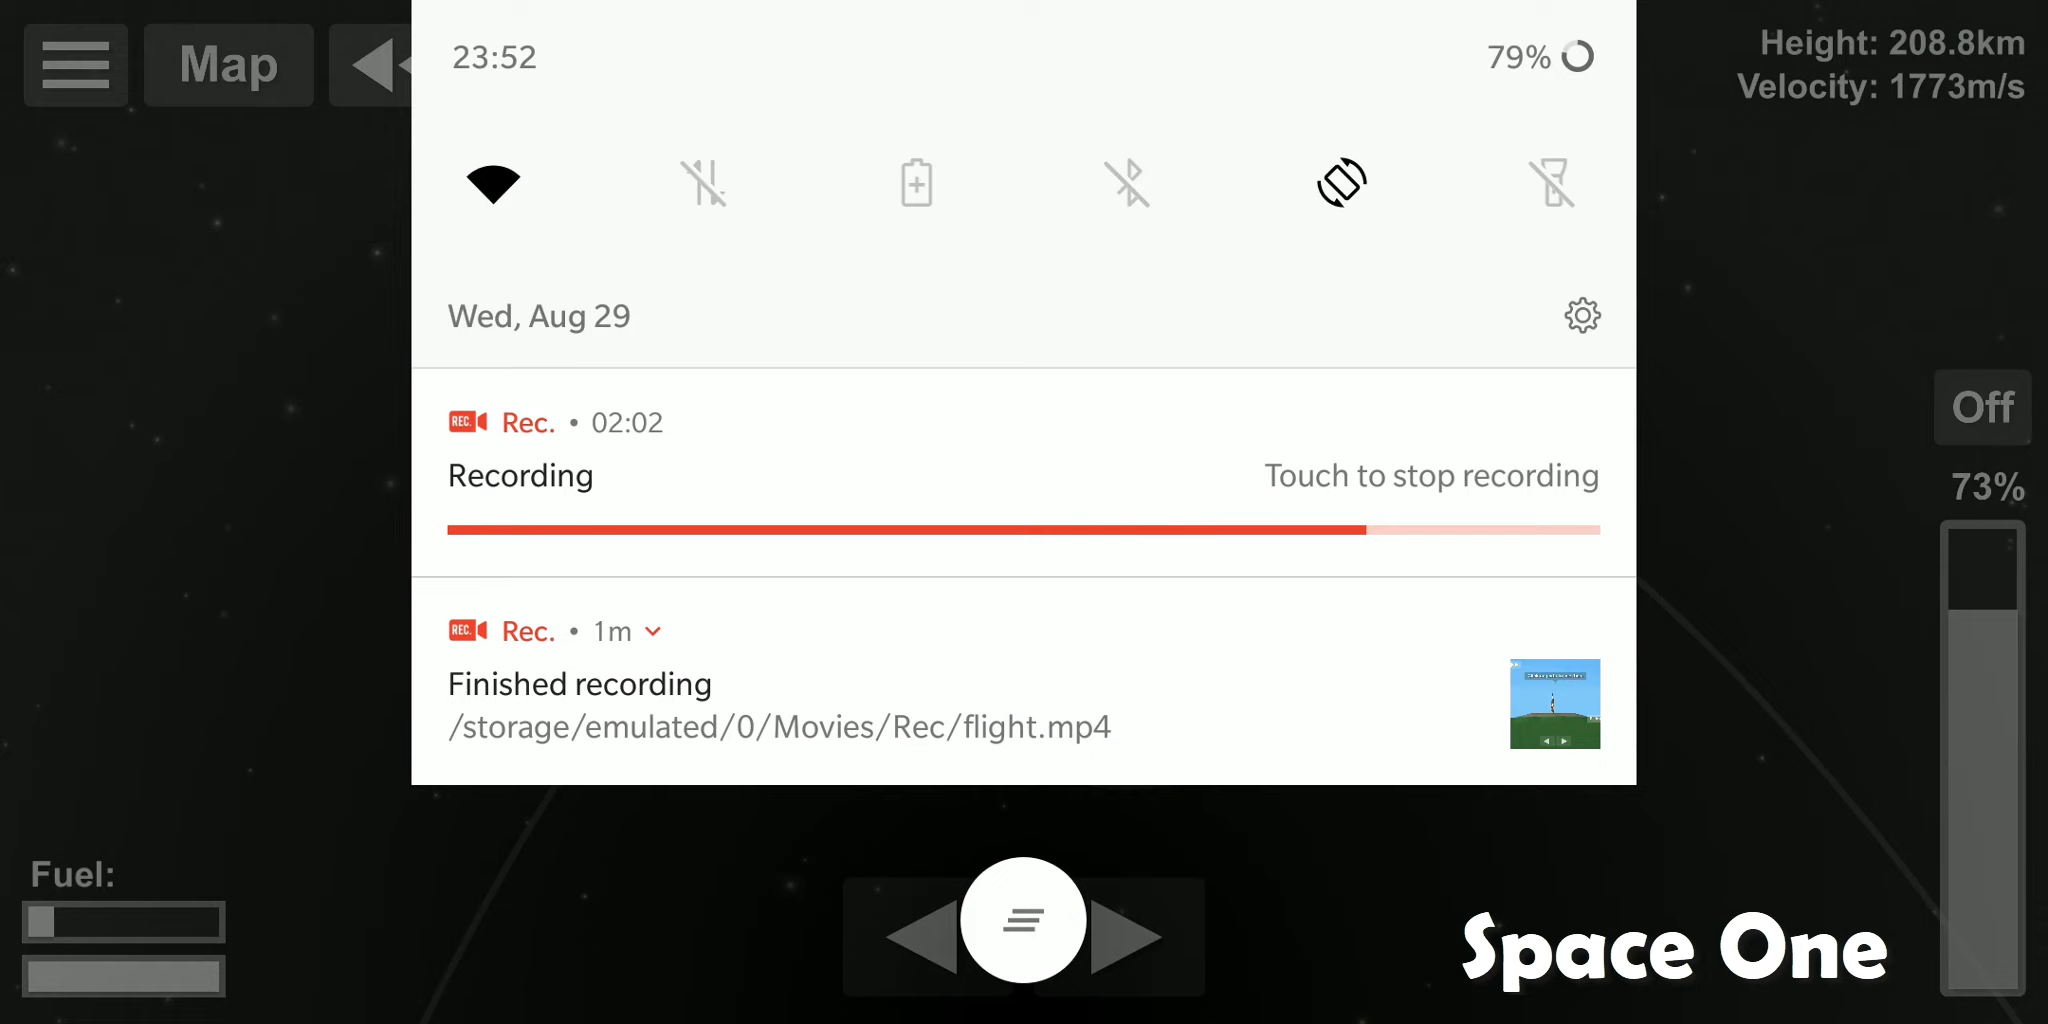 Map
23:52
79%
Height: 208.8km
Velocity: 1773m/s
Wed, Aug 29
REC. Rec. • 02:02
Recording
Touch to stop recording
Off
73%
REC. Rec. • 1m
Finished recording
/storage/emulated/0/Movies/Rec/flight.mp4
Fuel:
Space One